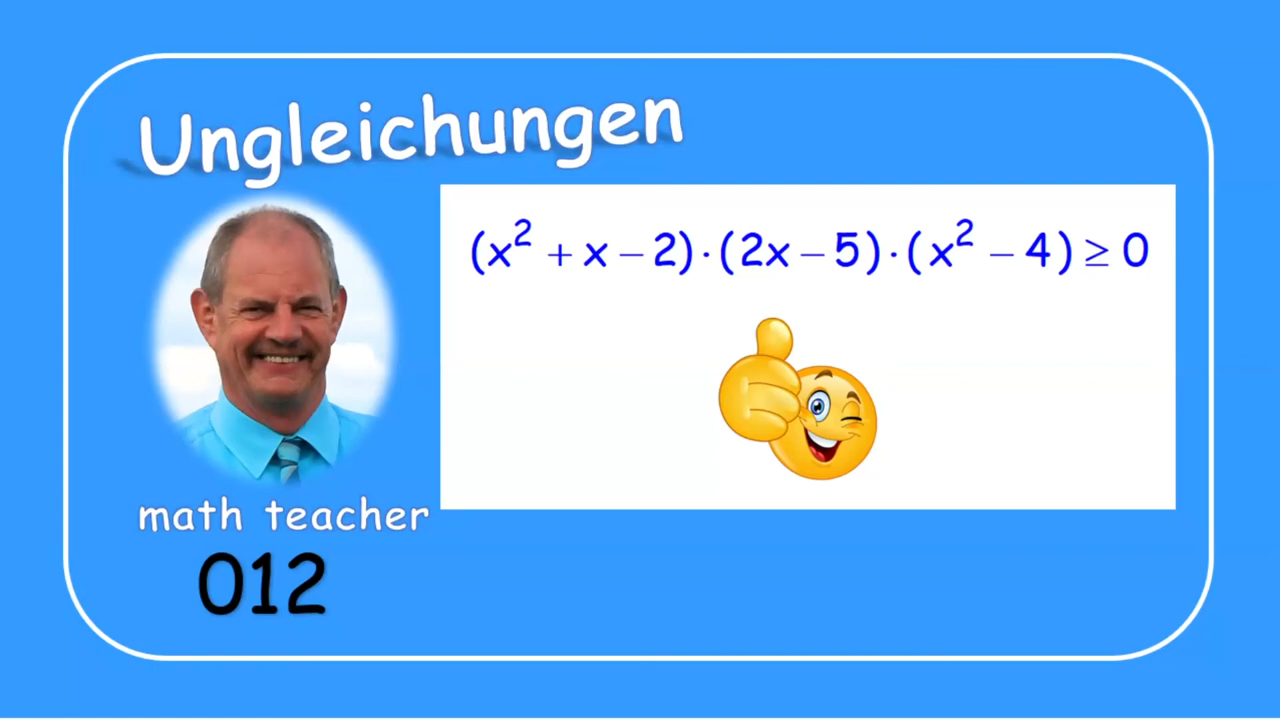 Ungleichungen
(x² + x – 2) · (2x – 5) · (x² – 4) ≥ 0
math teacher
012